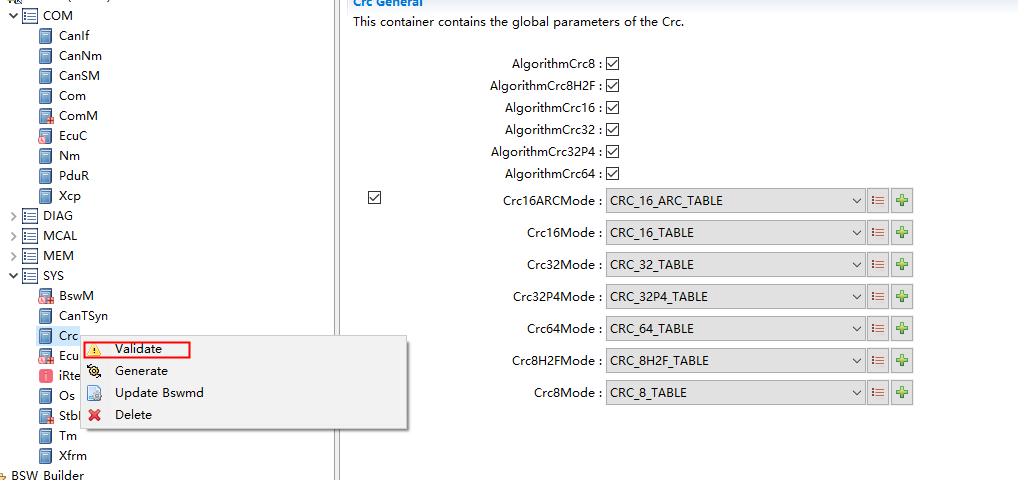 COM
CanIf
CanNm
CanSM
Com
ComM
EcuC
Nm
PduR
Xcp
DIAG
MCAL
MEM
SYS
BswM
CanTSyn
Crc
Ecu
iRte
Os
Tm
Xfrm
BSW Builder
Validate
Generate
Update Bswmd
Delete
Crc General
This container contains the global parameters of the Crc.
AlgorithmCrc8 :
AlgorithmCrc8H2F :
AlgorithmCrc16 :
AlgorithmCrc32 :
AlgorithmCrc32P4 :
AlgorithmCrc64 :
Crc16ARCMode : CRC_16_ARC_TABLE
Crc16Mode : CRC_16_TABLE
Crc32Mode : CRC_32_TABLE
Crc32P4Mode : CRC_32P4_TABLE
Crc64Mode : CRC_64_TABLE
Crc8H2FMode : CRC_8H2F_TABLE
Crc8Mode : CRC_8_TABLE